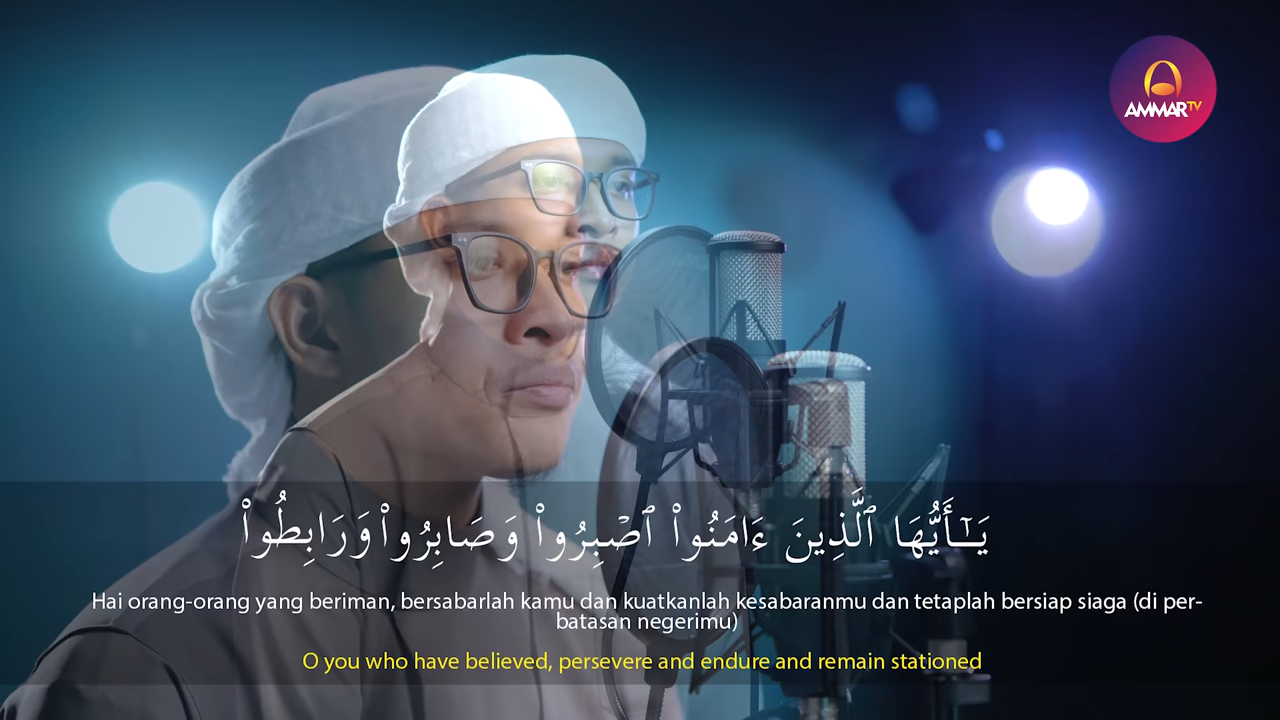 AMMARTV
يَـٰٓأَيُّهَا ٱلَّذِينَ ءَامَنُوا۟ ٱصْبِرُوا۟ وَصَابِرُوا۟ وَرَابِطُوا۟
Hai orang-orang yang beriman, bersabarlah kamu dan kuatkanlah kesabaranmu dan tetaplah bersiap siaga (di per-
batasan negerimu)
O you who have believed, persevere and endure and remain stationed